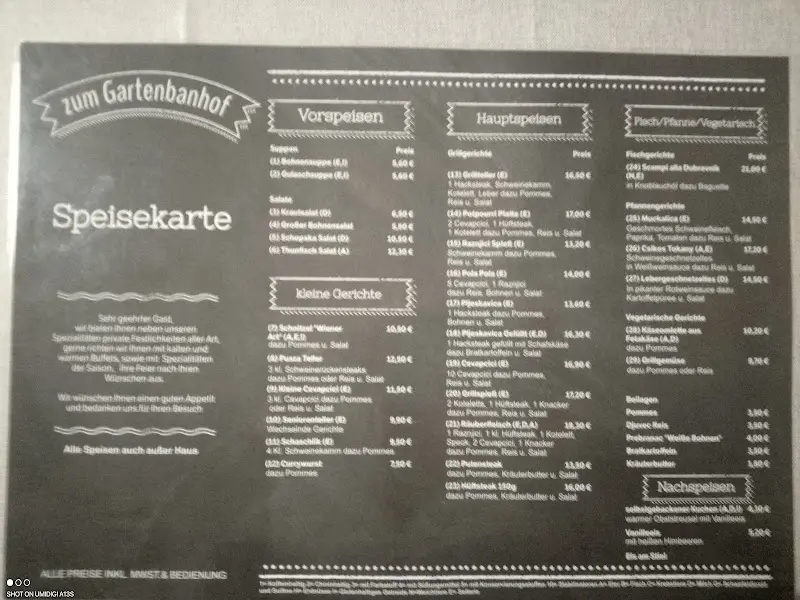 zum Gartenbanhof
Speisekarte
Sehr geehrter Gast,
wir bieten Ihnen neben unseren
Spezialitäten private Festlichkeiten aller Art,
gerne richten wir Ihnen mit kalten und
warmen Buffets, sowie mit Spezialitäten
der Saison, ihre Feier nach Ihren
Wünschen aus.
Wir wünschen Ihnen einen guten Appetit
und bedanken uns für Ihren Besuch
Alle Speisen auch außer Haus
ALLE PREISE INKL. MWST.& BEDIENUNG
Vorspeisen
Suppen Preis
(1) Bohnensuppe (E,I) 5,60 €
(2) Gulaschsuppe (E,I) 5,60 €
Salate
(3) Krautsalat (D) 6,50 €
(4) Großer Bohnensalat
(5) Schopska Salat (D) 10,50 €
(6) Thunfisch Salat (A) 12,30 €
kleine Gerichte
(7) Schnitzel "Wiener 10,50 €
Art" (A,E,I)
dazu Pommes u. Salat
(8) Pusza Teller 12,50 €
3 kl. Schweinerückensteaks
dazu Pommes oder Reis u. Salat
(9) Kleine Cevapcici (E) 11,50 €
3 kl. Cevapcici dazu Pommes
oder Reis u. Salat
(10) Seniorenteller (E) 9,90 €
Wechselnde Gerichte
(11) Schaschlik (E) 9,50 €
4 Kl. Schweinekamm dazu Pommes
(12) Currywurst 7,50 €
dazu Pommes
Hauptspeisen
Grillgerichte Preis
(13) Grillteller (E) 16,50 €
1 Hacksteak, Schweinekamm,
Kotelett, Leber dazu Pommes,
Reis u. Salat
(14) Potpourri Platte (E) 17,00 €
2 Cevapcici, 1 Hüftsteak,
1 Kotelett dazu Pommes, Reis u. Salat
(15) Raznjici Spieß (E) 13,20 €
Schweinekamm dazu Pommes,
Reis u. Salat
(16) Pola Pola (E) 14,00 €
5 Cevapcici, 1 Raznjici
dazu Reis, Bohnen u. Salat
(17) Pljeskavica (E) 13,60 €
1 Hacksteak dazu Pommes,
Bohnen u. Salat
(18) Pljeskavica Gefüllt (E,D) 16,30 €
1 Hacksteak gefüllt mit Schafskäse
dazu Bratkartoffeln u. Salat
(19) Cevapcici (E) 16,90 €
10 Cevapcici dazu Pommes,
Reis u. Salat
(20) Grillspieß (E) 17,20 €
2 Koteletts, 1 Hüftsteak, 1 Knacker
dazu Pommes, Reis u. Salat
(21) Räuberfleisch (E,D,A) 18,30 €
1 Raznjici, 1 kl. Hüftsteak, 1 Kotelett,
Speck, 2 Cevapcici, 1 Knacker
dazu Pommes, Reis u. Salat
(22) Putensteak 13,50 €
dazu Pommes, Kräuterbutter u. Salat
(23) Hüftsteak 150g 16,00 €
dazu Pommes, Kräuterbutter u. Salat
Fisch/Pfanne/Vegetarisch
Fischgerichte Preis
(24) Scampi ala Dubrovnik 21,00 €
(N,E)
in Knoblauchöl dazu Baguette
Pfannengerichte
(25) Muckalica (E) 14,50 €
Geschmortes Schweinefleisch,
Paprika, Tomaten dazu Reis u. Salat
(26) Csikos Tokany (A,E) 17,20 €
Schweinegeschnetzeltes
in Weißweinsauce dazu Reis u. Salat
(27) Lebergeschnetzeltes (D) 14,50 €
In pikanter Rotweinsauce dazu
Kartoffelpüree u. Salat
Vegetarische Gerichte
(28) Käseomlette aus 10,20 €
Fetakäse (A,D)
dazu Pommes
(29) Grillgemüse 9,70 €
dazu Pommes oder Reis
Beilagen
Pommes 3,50 €
Djuvec Reis 3,50 €
Prebranac "Weiße Bohnen" 4,00 €
Bratkartoffeln 3,50 €
Kräuterbutter 1,50 €
Nachspeisen
selbstgebackener Kuchen (A,D,I) 4,30 €
warmer Obststreusel mit Vanilleeis
Vanilleeis 5,20 €
mit heißen Himbeeren
Eis am Stiel
SHOT ON UMIDIGI A13S